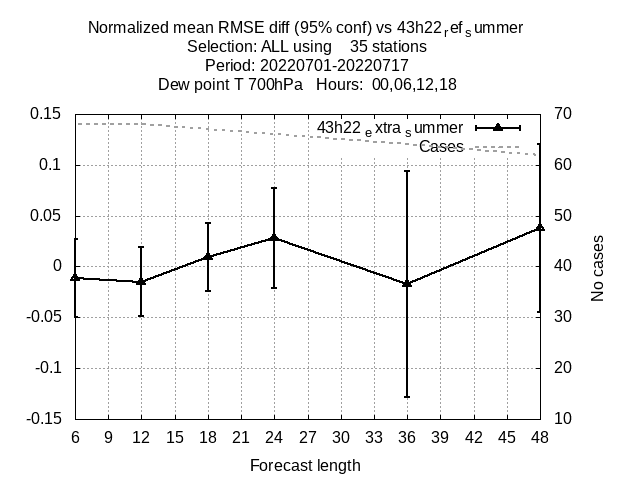 Normalized mean RMSE diff (95% conf) vs 43h22refsummer
Selection: ALL using 35 stations
Period: 20220701-20220717
Dew point T 700hPa Hours: 00,06,12,18
0.15 70
43h22extrasummer
Cases
0.1 60
0.05 50
0 40
No cases
-0.05 30
-0.1 20
-0.15 10
6 9 12 15 18 21 24 27 30 33 36 39 42 45 48
Forecast length